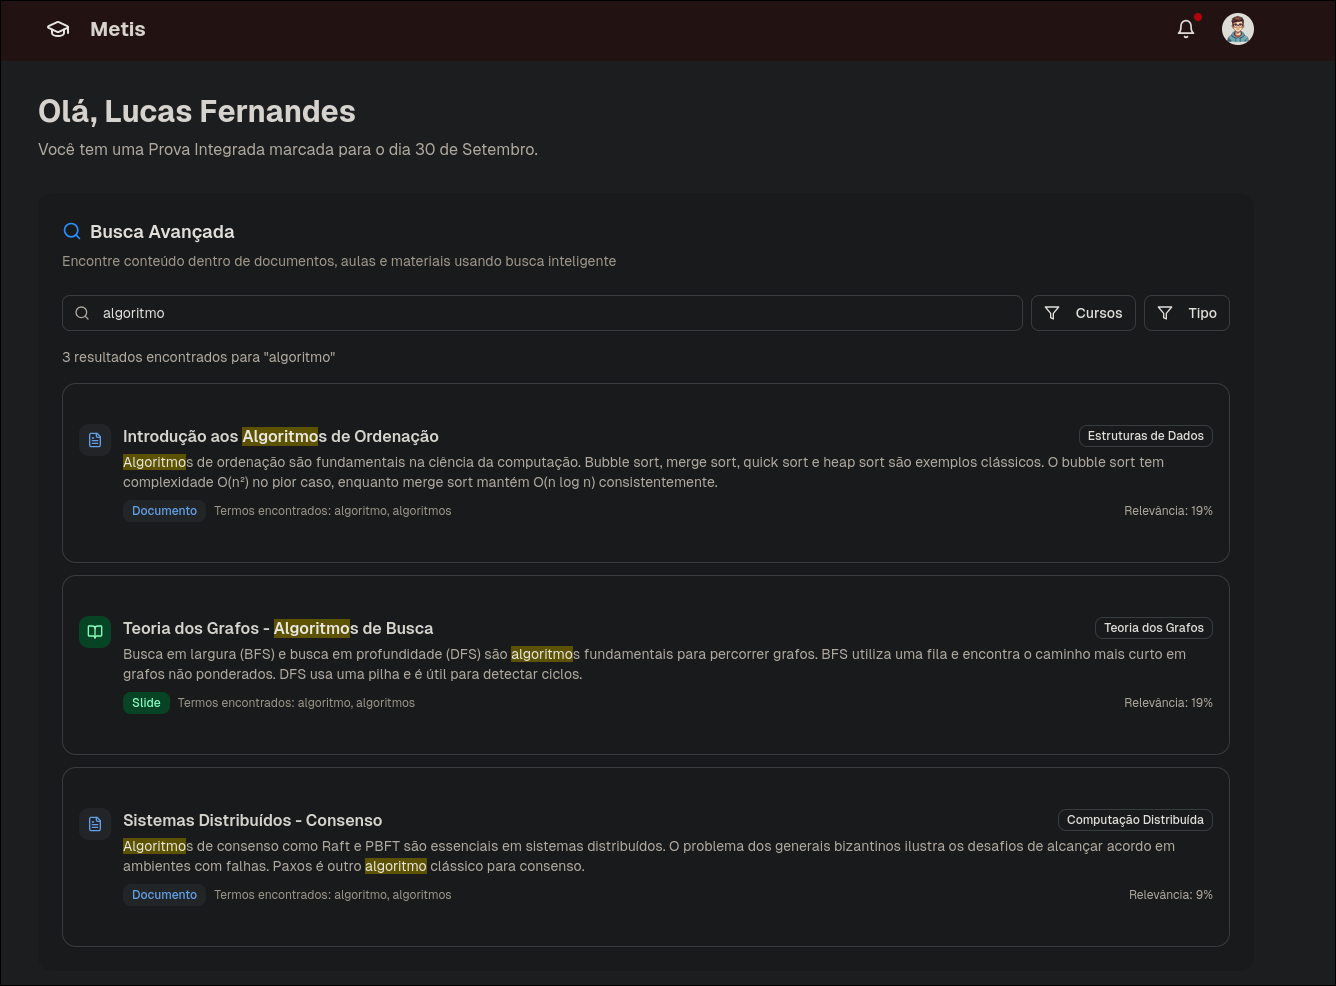 Metis
Olá, Lucas Fernandes
Você tem uma Prova Integrada marcada para o dia 30 de Setembro.
Busca Avançada
Encontre conteúdo dentro de documentos, aulas e materiais usando busca inteligente
algoritmo
Cursos
Tipo
3 resultados encontrados para "algoritmo"
Introdução aos Algoritmos de Ordenação
Estruturas de Dados
Algoritmos de ordenação são fundamentais na ciência da computação. Bubble sort, merge sort, quick sort e heap sort são exemplos clássicos. O bubble sort tem
complexidade O(n²) no pior caso, enquanto merge sort mantém O(n log n) consistentemente.
Documento
Termos encontrados: algoritmo, algoritmos
Relevância: 19%
Teoria dos Grafos - Algoritmos de Busca
Teoria dos Grafos
Busca em largura (BFS) e busca em profundidade (DFS) são algoritmos fundamentais para percorrer grafos. BFS utiliza uma fila e encontra o caminho mais curto em
grafos não ponderados. DFS usa uma pilha e é útil para detectar ciclos.
Slide
Termos encontrados: algoritmo, algoritmos
Relevância: 19%
Sistemas Distribuídos - Consenso
Computação Distribuída
Algoritmos de consenso como Raft e PBFT são essenciais em sistemas distribuídos. O problema dos generais bizantinos ilustra os desafios de alcançar acordo em
ambientes com falhas. Paxos é outro algoritmo clássico para consenso.
Documento
Termos encontrados: algoritmo, algoritmos
Relevância: 9%